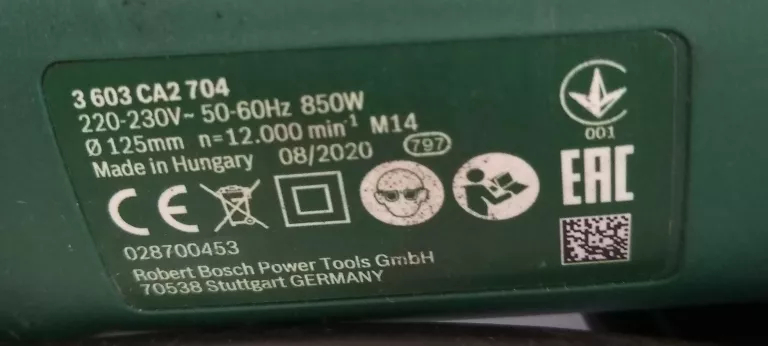 3 603 CA2 704
220-230V~ 50-60Hz 850W
Ø 125mm n=12.000 min⁻¹ M14
Made in Hungary 08/2020 797
001
CE
EAC
028700453
Robert Bosch Power Tools GmbH
70538 Stuttgart GERMANY